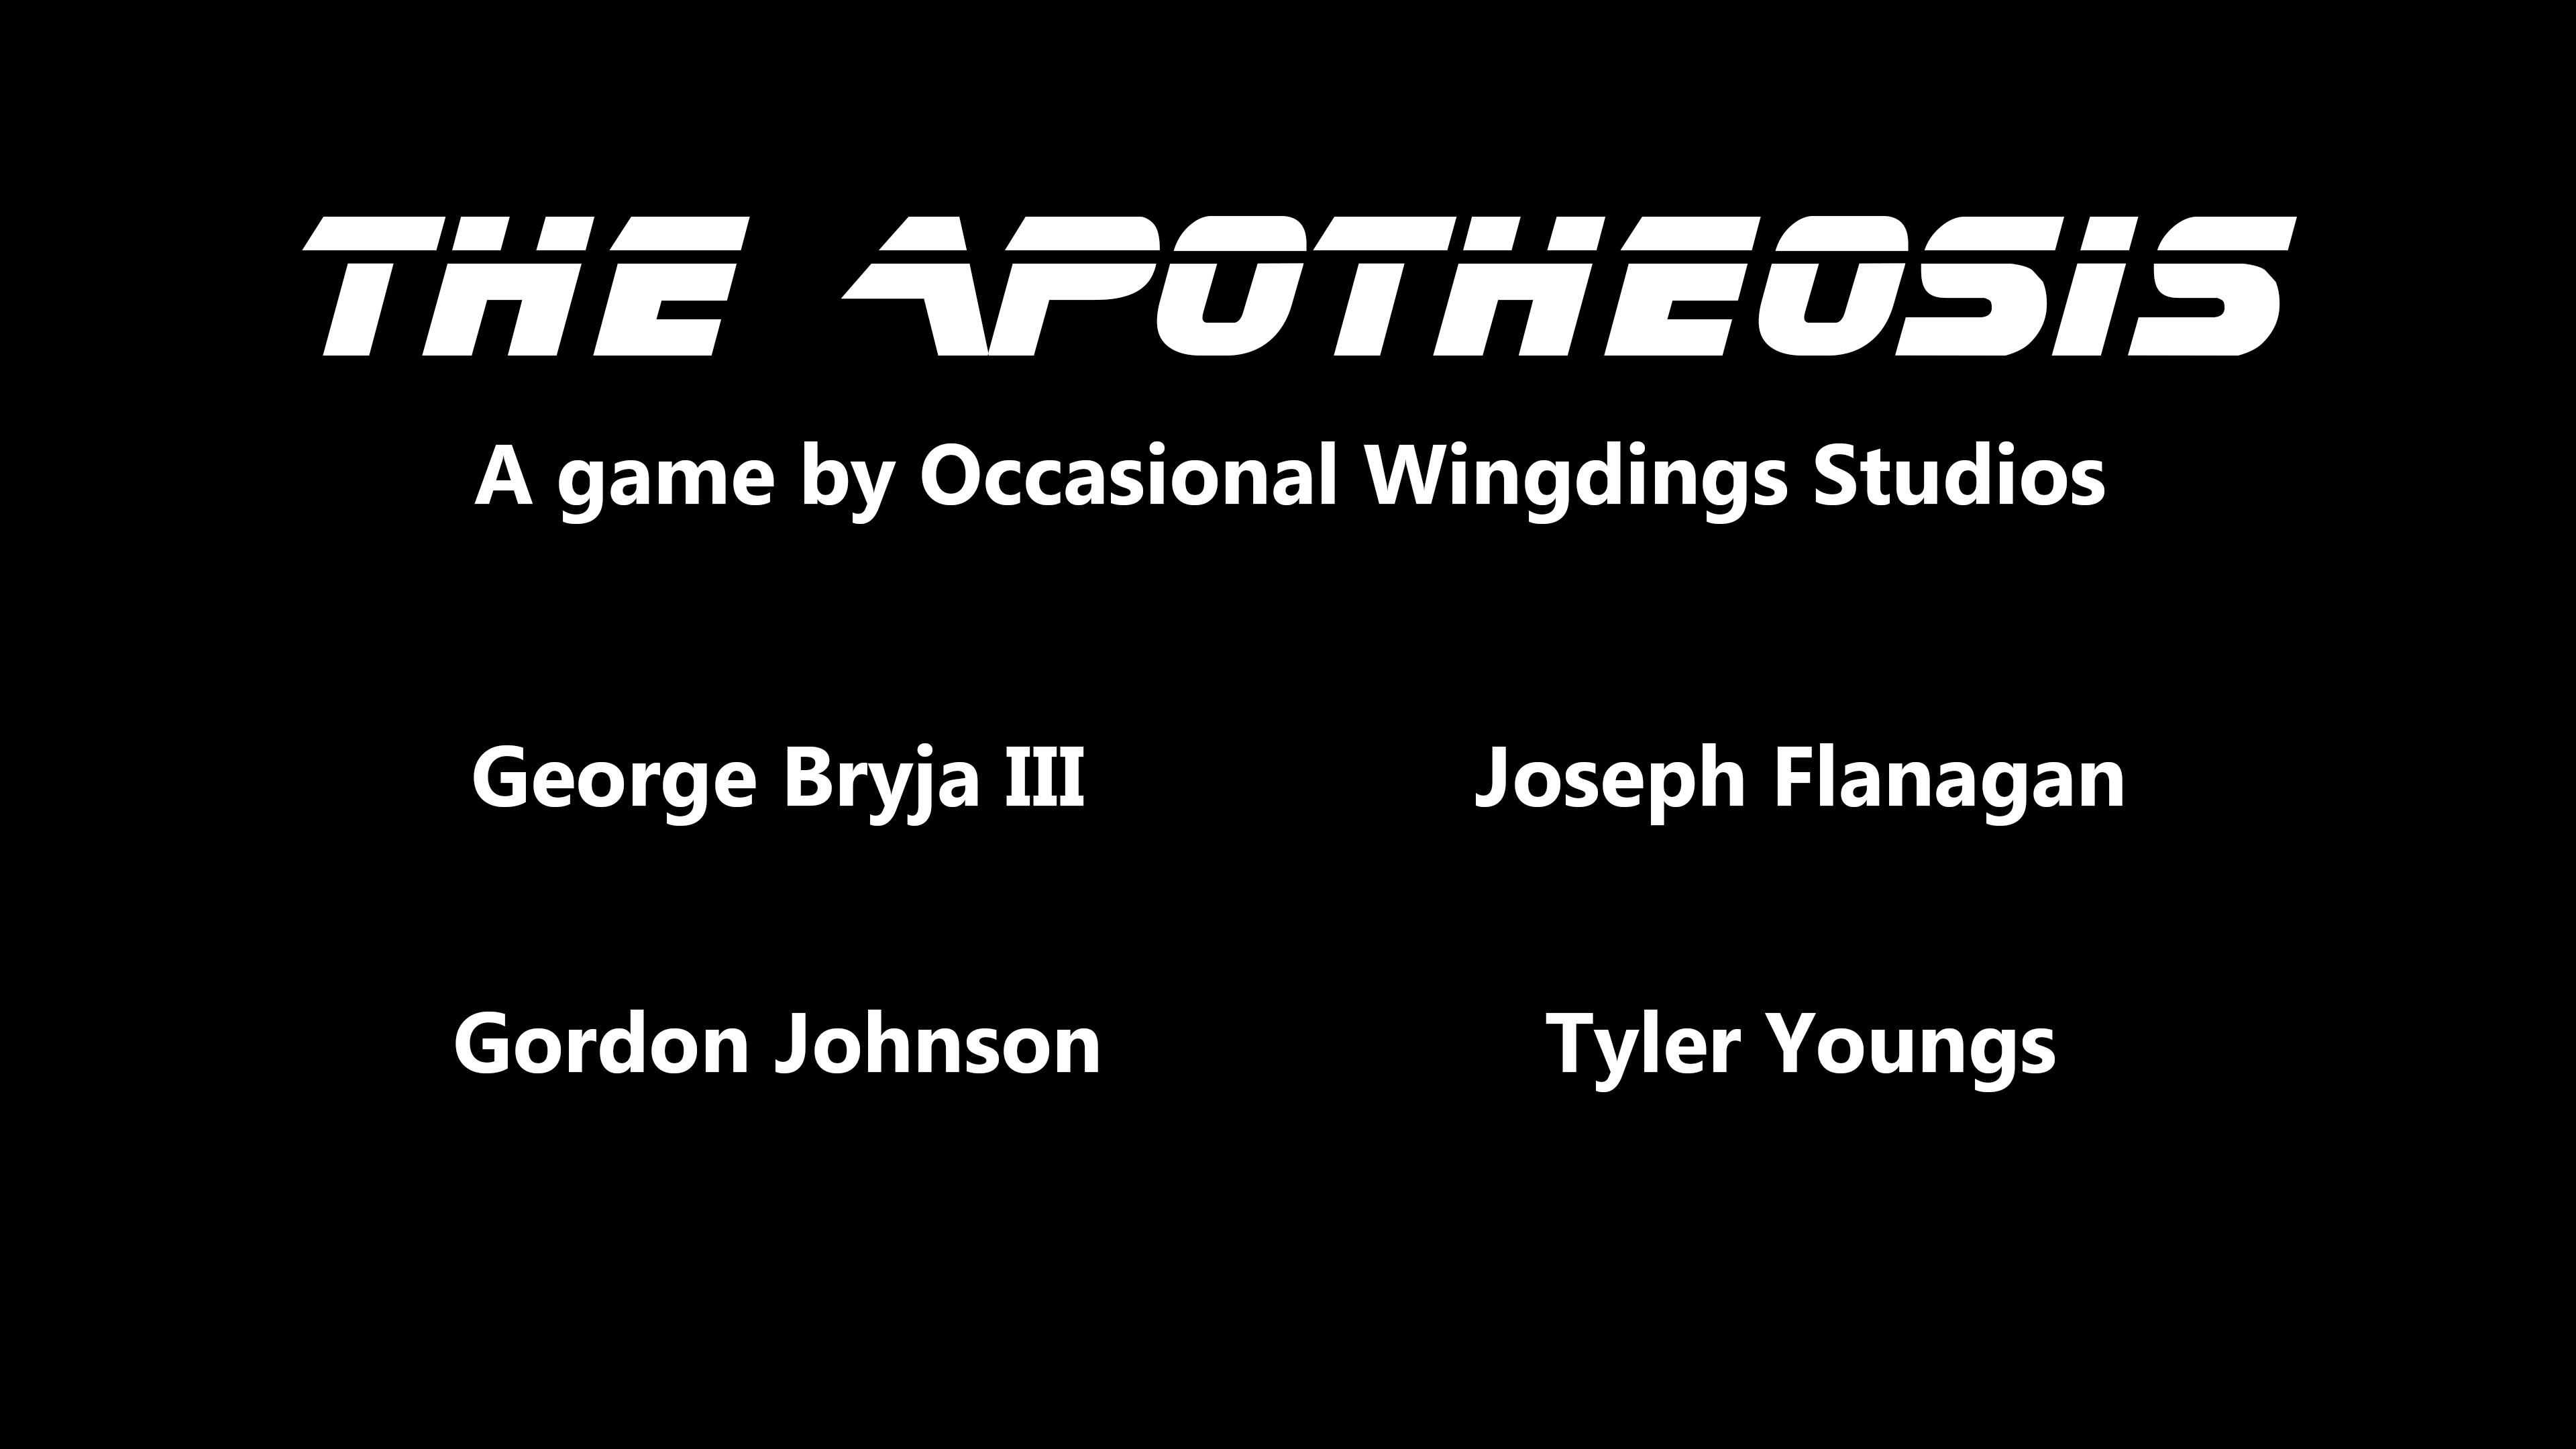 THE APOTHEOSIS
A game by Occasional Wingdings Studios
George Bryja III
Joseph Flanagan
Gordon Johnson
Tyler Youngs